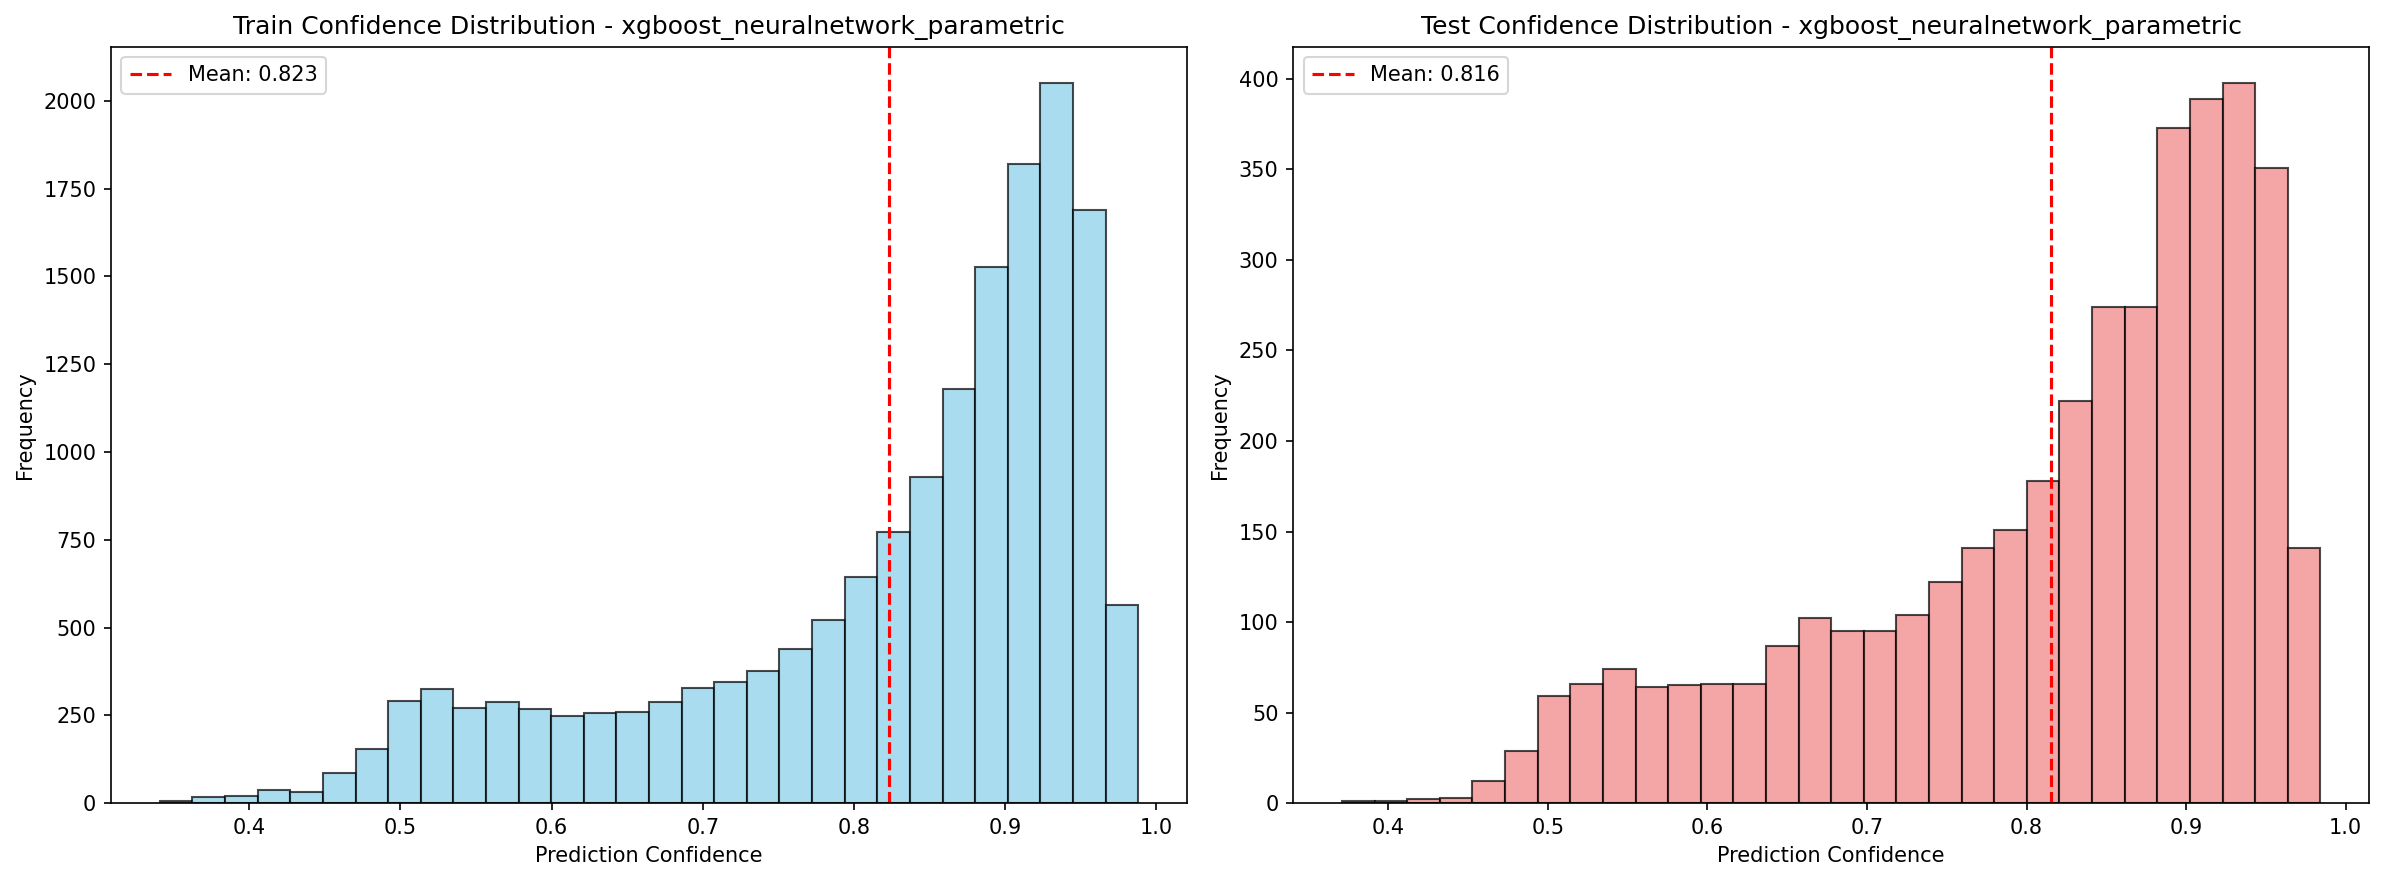 Train Confidence Distribution - xgboost_neuralnetwork_parametric
Mean: 0.823
2000
1750
1500
1250
1000
750
500
250
0
Frequency
0.4 0.5 0.6 0.7 0.8 0.9 1.0
Prediction Confidence
Test Confidence Distribution - xgboost_neuralnetwork_parametric
Mean: 0.816
400
350
300
250
200
150
100
50
0
Frequency
0.4 0.5 0.6 0.7 0.8 0.9 1.0
Prediction Confidence